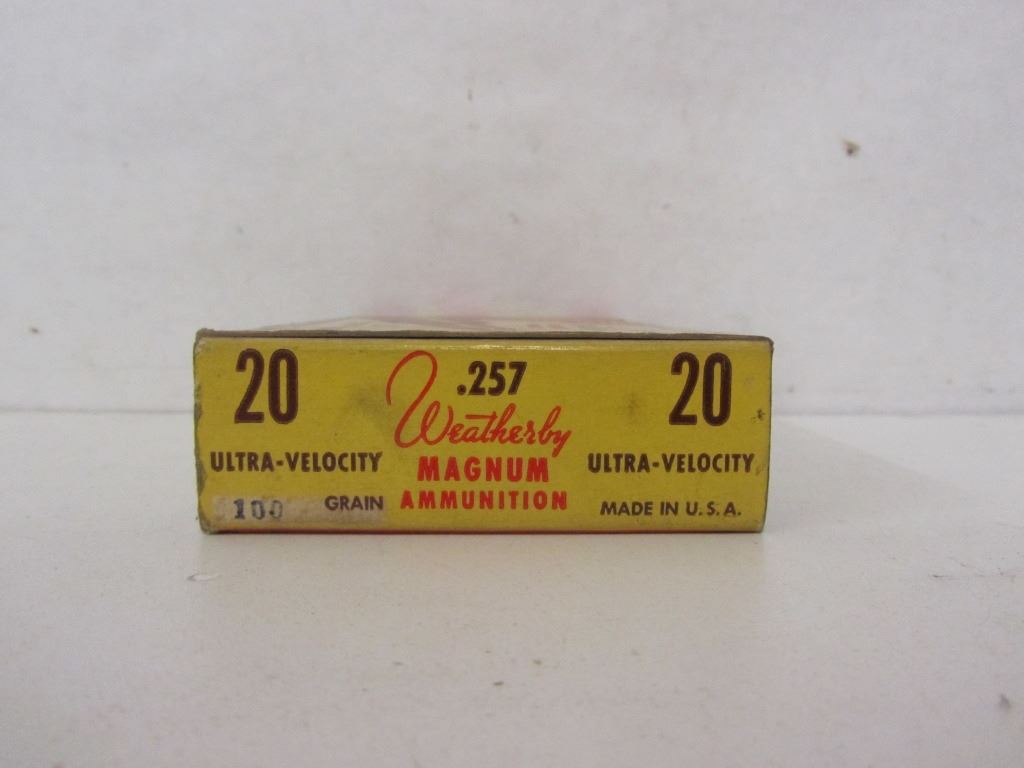 20
ULTRA-VELOCITY
100 GRAIN
.257
Weatherby
MAGNUM
AMMUNITION
20
ULTRA-VELOCITY
MADE IN U.S.A.